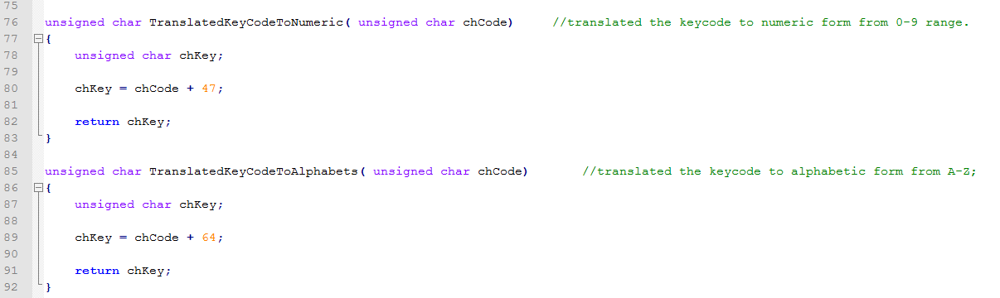 75
76 unsigned char TranslatedKeyCodeToNumeric( unsigned char chCode) //translated the keycode to numeric form from 0-9 range.
77 {
78 unsigned char chKey;
79
80 chKey = chCode + 47;
81
82 return chKey;
83 }
84
85 unsigned char TranslatedKeyCodeToAlphabets( unsigned char chCode) //translated the keycode to alphabetic form from A-Z;
86 {
87 unsigned char chKey;
88
89 chKey = chCode + 64;
90
91 return chKey;
92 }